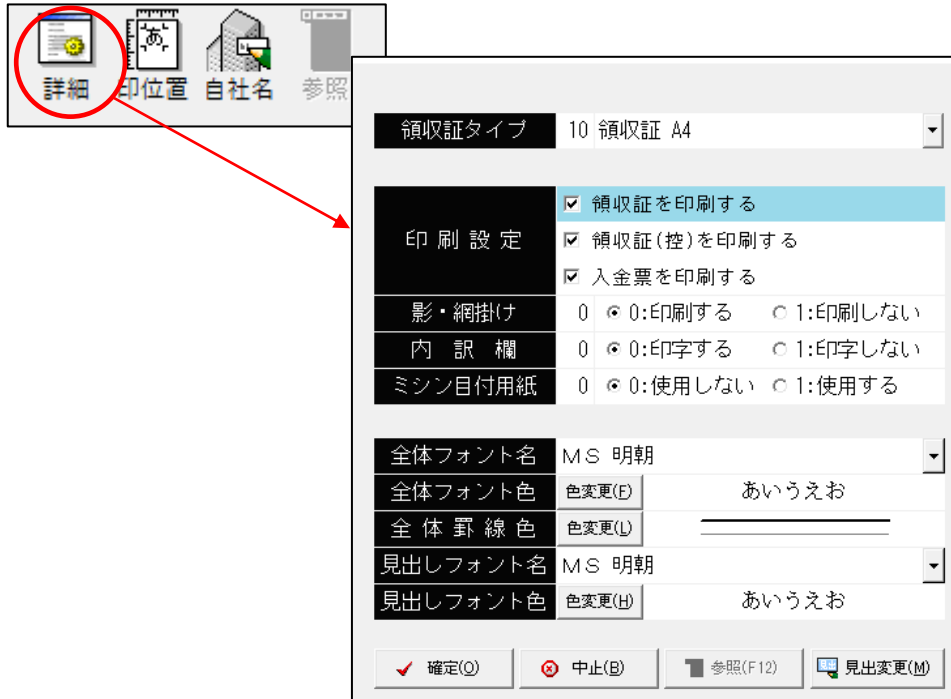 詳細 印位置 自社名 参照
領収証タイプ 10 領収証 A4
印刷設定
領収証を印刷する
領収証(控)を印刷する
入金票を印刷する
影・網掛け 0 0:印刷する 1:印刷しない
内訳欄 0 0:印字する 1:印字しない
ミシン目付用紙 0 0:使用しない 1:使用する
全体フォント名 ＭＳ 明朝
全体フォント色 色変更(F) あいうえお
全体罫線色 色変更(L)
見出しフォント名 ＭＳ 明朝
見出しフォント色 色変更(H) あいうえお
確定(O) 中止(B) 参照(F12) 見出変更(M)